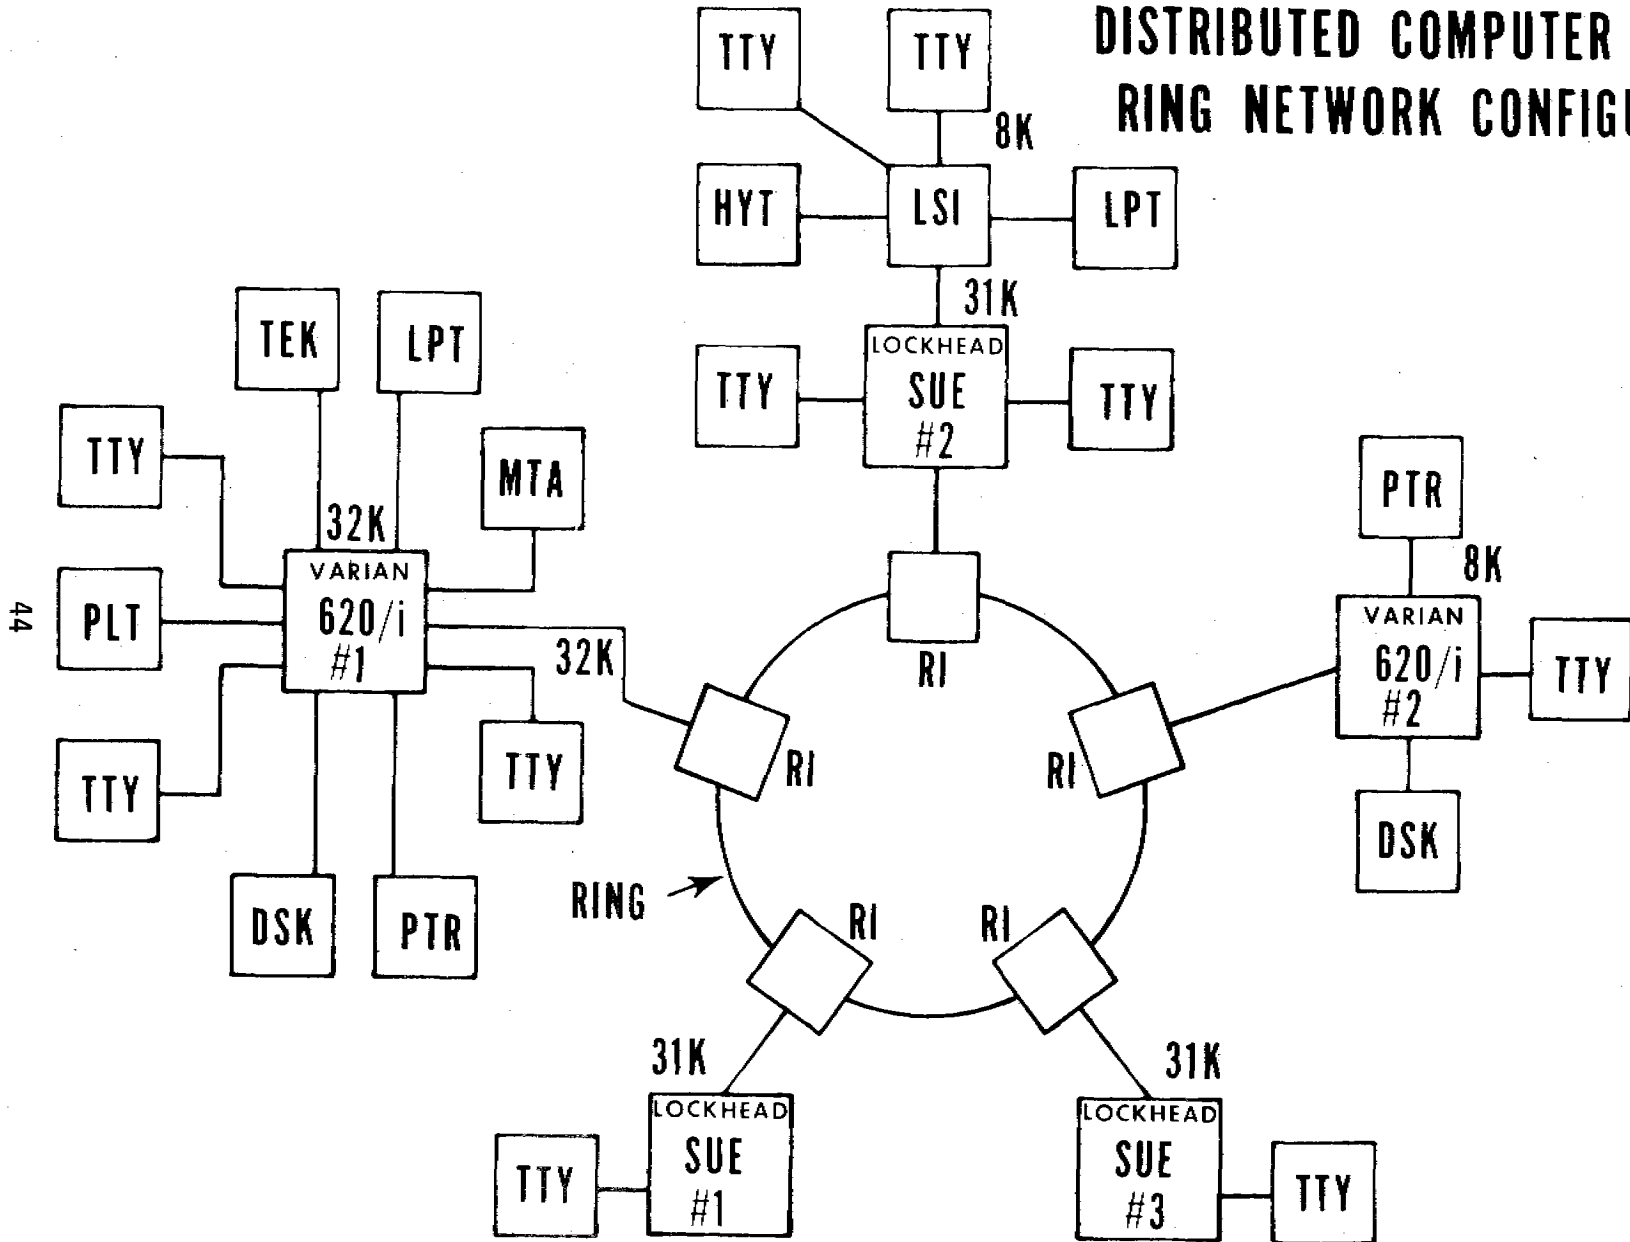 DISTRIBUTED COMPUTER
RING NETWORK
TTY
TTY
8K
HYT
LSI
LPT
31K
LOCKHEAD
SUE
#2
TTY
TTY
TEK
LPT
TTY
MTA
32K
VARIAN
620/i
#1
PLT
32K
TTY
TTY
DSK
PTR
PTR
8K
VARIAN
620/i
#2
TTY
DSK
RI
RI
RI
RING
RI
RI
31K
LOCKHEAD
SUE
#1
TTY
31K
LOCKHEAD
SUE
#3
TTY
44